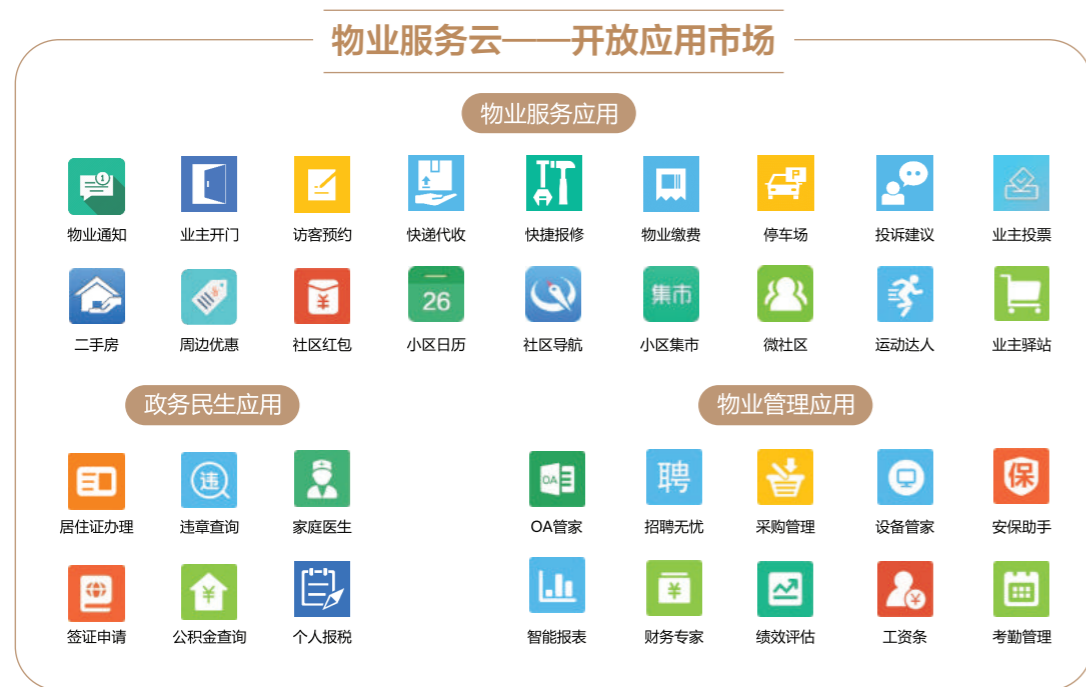 物业服务云——开放应用市场
物业服务应用
1
P
物业通知 业主开门 访客预约 快递代收 快捷报修 物业缴费 停车场 投诉建议 业主投票
¥ 26 集市
二手房 周边优惠 社区红包 小区日历 社区导航 小区集市 微社区 运动达人 业主驿站
政务民生应用 物业管理应用
违 OA 聘 保
居住证办理 违章查询 家庭医生 OA管家 招聘无忧 采购管理 设备管家 安保助手
¥ ¥ ¥
签证申请 公积金查询 个人报税 智能报表 财务专家 绩效评估 工资条 考勤管理